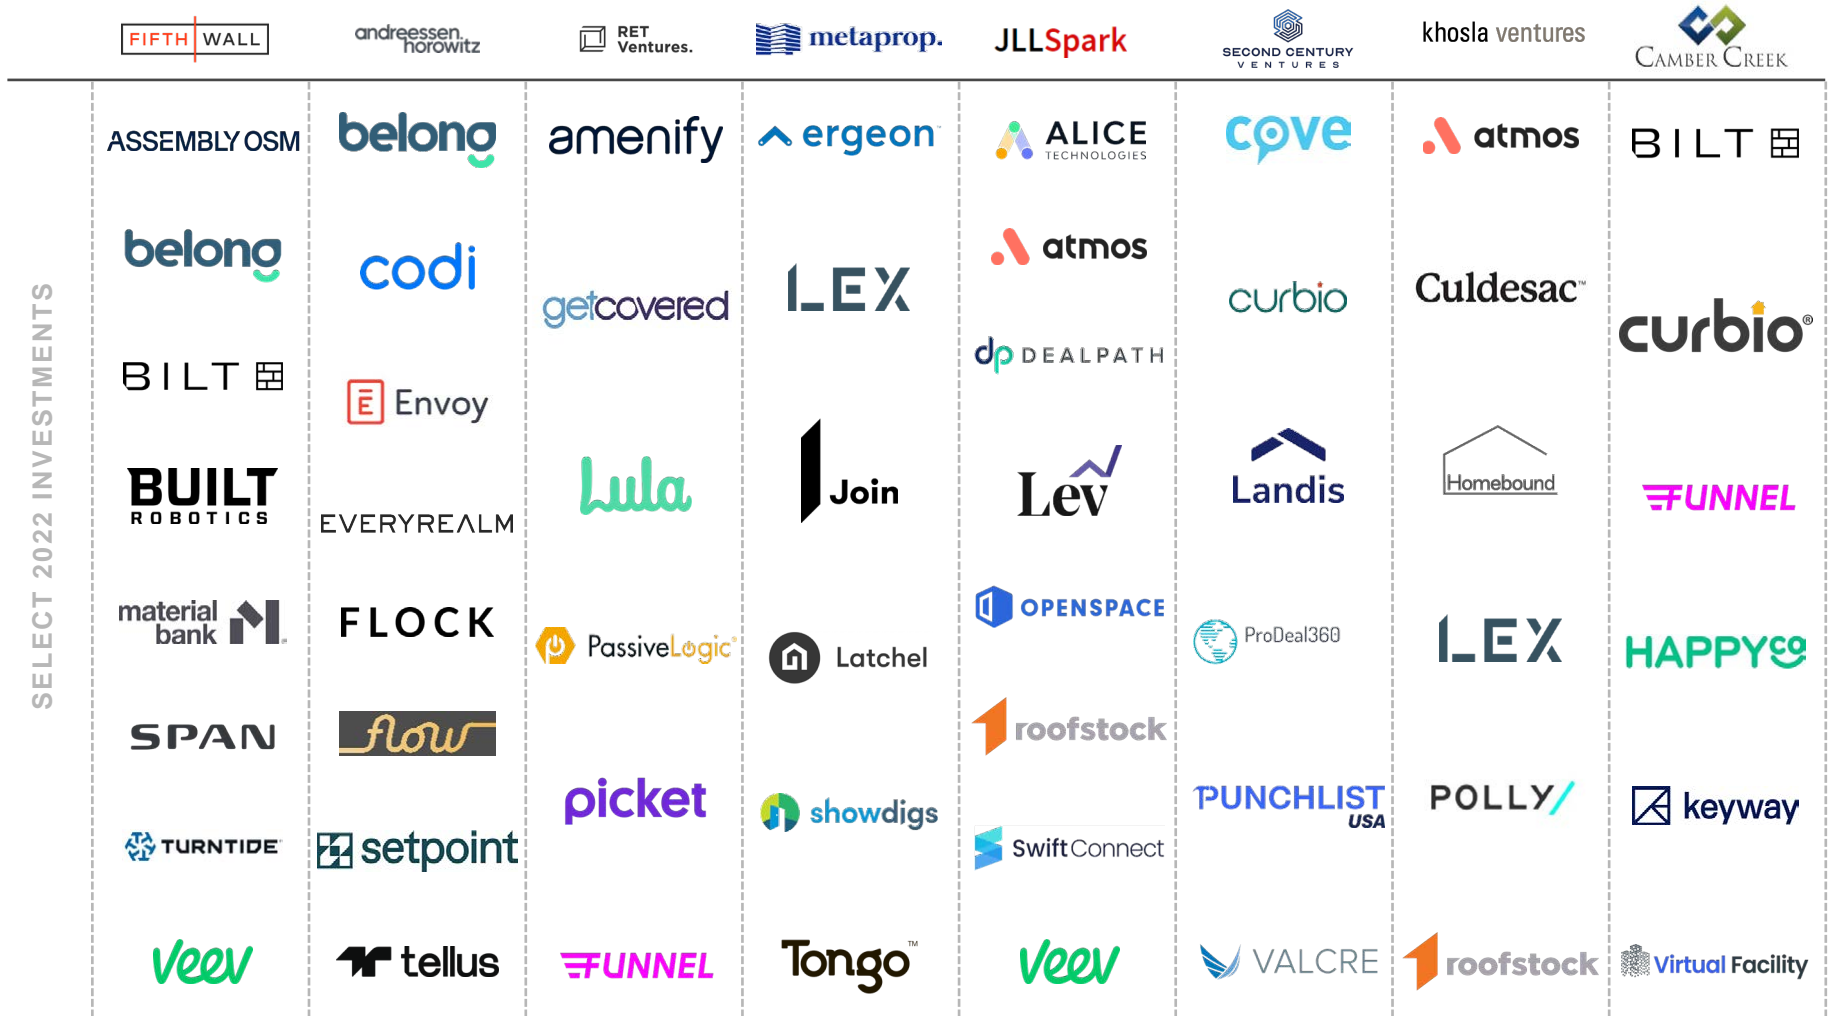 FIFTH WALL
andreessen.
horowitz
RET
Ventures.
metaprop.
JLLSpark
SECOND CENTURY
VENTURES
khosla ventures
CAMBER CREEK
SELECT 2022 INVESTMENTS
ASSEMBLY OSM
belong
BILT
BUILT
ROBOTICS
material
bank
SPAN
TURNTIDE
veev
belong
codi
Envoy
EVERYREALM
FLOCK
flow
setpoint
tellus
amenify
getcovered
Lula
PassiveLogic
picket
FUNNEL
ergeon
LEX
Join
Latchel
showdigs
Tongo™
ALICE
TECHNOLOGIES
atmos
dp DEALPATH
Lev
OPENSPACE
roofstock
SwiftConnect
veev
cove
curbio
Landis
ProDeal360
PUNCHLIST
USA
VALCRE
atmos
Culdesac™
Homebound
LEX
POLLY/
roofstock
BILT
curbio®
FUNNEL
HAPPYco
keyway
Virtual Facility